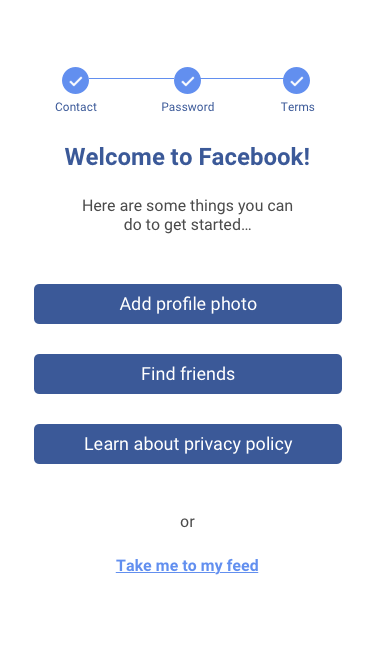 Contact Password Terms
Welcome to Facebook!
Here are some things you can
do to get started...
Add profile photo
Find friends
Learn about privacy policy
or
Take me to my feed